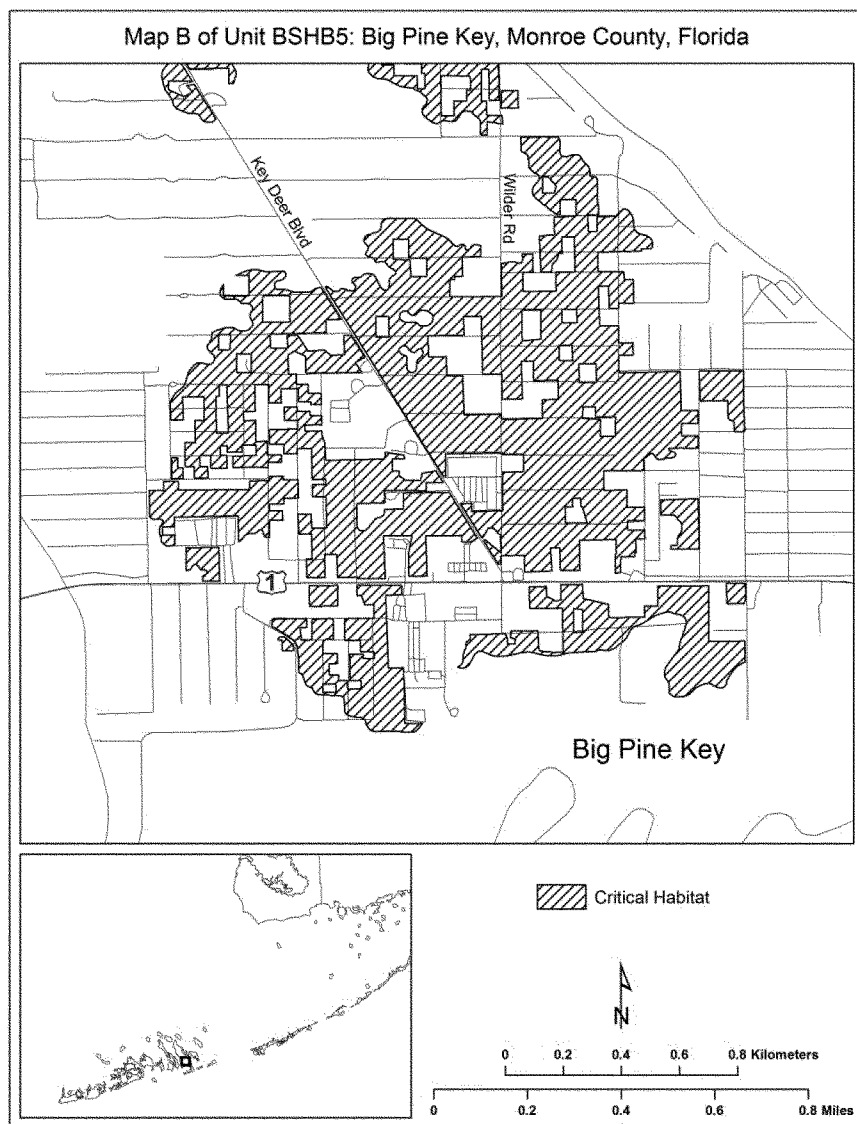 Map B of Unit BSHB5: Big Pine Key, Monroe County, Florida
Key Deer Blvd
Wilder Rd
1
Big Pine Key
Critical Habitat
N
0 0.2 0.4 0.6 0.8 Kilometers
0 0.2 0.4 0.6 0.8 Miles